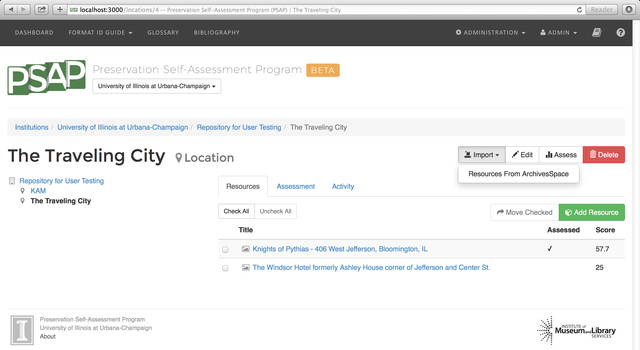 localhost:3000/locations/4 — Preservation Self-Assessment Program (PSAP) | The Traveling City
Reader
DASHBOARD FORMAT ID GUIDE GLOSSARY BIBLIOGRAPHY ADMINISTRATION ADMIN
PSAP Preservation Self-Assessment Program BETA
University of Illinois at Urbana-Champaign
Institutions / University of Illinois at Urbana-Champaign / Repository for User Testing / The Traveling City
The Traveling City Location
Import Edit Assess Delete
Resources From ArchivesSpace
Repository for User Testing
KAM
The Traveling City
Resources Assessment Activity
Check All Uncheck All Move Checked Add Resource
Title Assessed Score
Knights of Pythias - 406 West Jefferson, Bloomington, IL ✓ 57.7
The Windsor Hotel formerly Ashley House corner of Jefferson and Center St. 25
I
Preservation Self-Assessment Program
University of Illinois at Urbana-Champaign
About
INSTITUTE of
Museum and Library
SERVICES